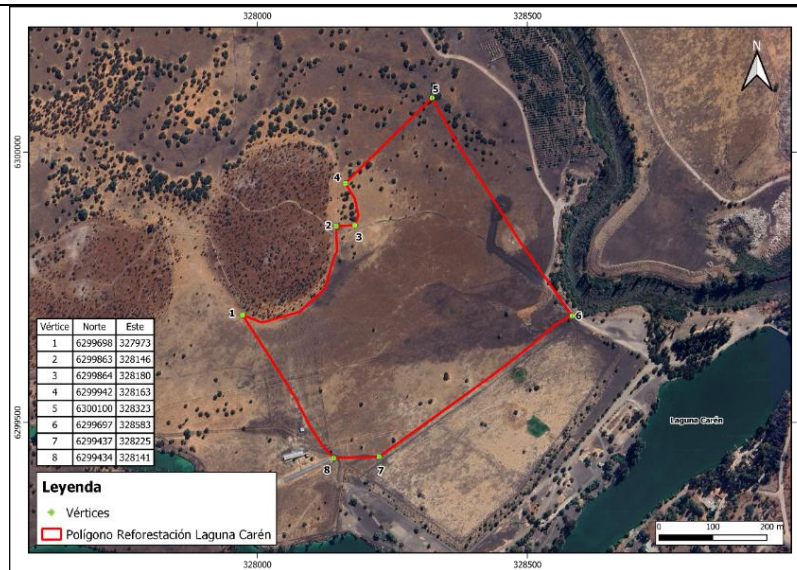 328000 328500
N
5
6300000 6300000
4
2 3
1
6
Vértice Norte Este
1 6299698 327973
2 6299863 328146
3 6299864 328180
4 6299942 328163
5 6300100 328323
6 6299697 328583
7 6299437 328225
8 6299434 328141
Laguna Carén
6299500 6299500
8 7
Leyenda
Vértices
Polígono Reforestación Laguna Carén
0 100 200 m
328000 328500